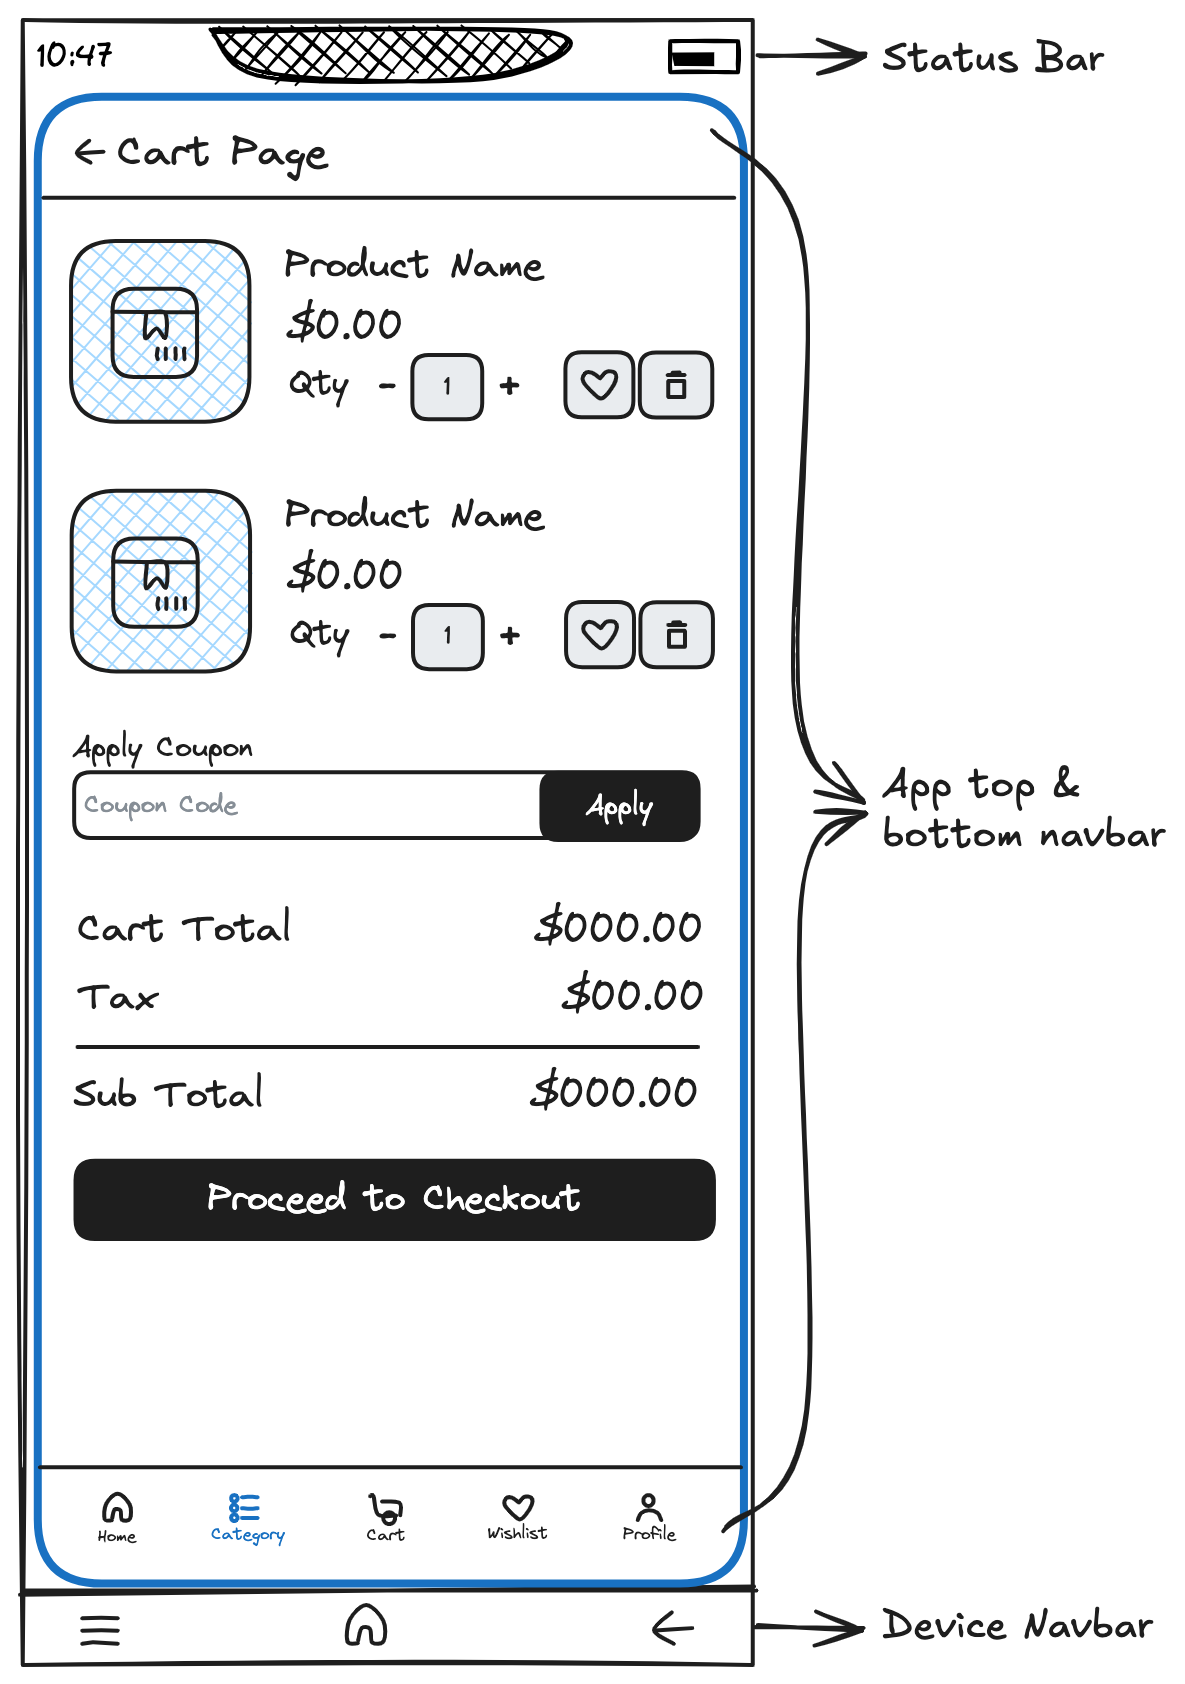 10:47
Status Bar
Cart Page
Product Name
$0.00
Qty - 1 +
Product Name
$0.00
Qty - 1 +
Apply Coupon
Coupon Code
Apply
App top &
bottom navbar
Cart Total $000.00
Tax $00.00
Sub Total $000.00
Proceed to Checkout
Home Category Cart Wishlist Profile
Device Navbar